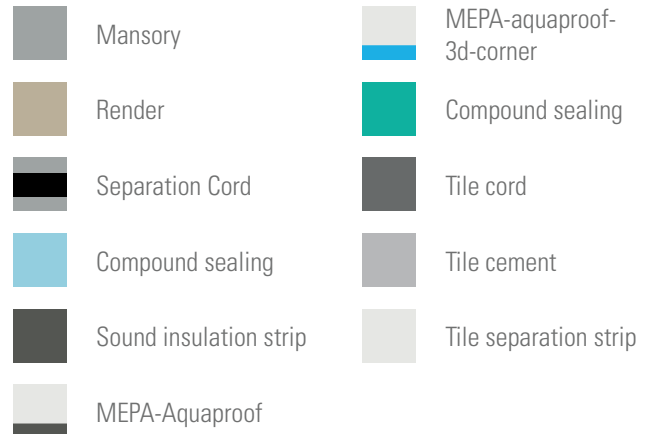 Mansory
Render
Separation Cord
Compound sealing
Sound insulation strip
MEPA-Aquaproof
MEPA-aquaproof-
3d-corner
Compound sealing
Tile cord
Tile cement
Tile separation strip